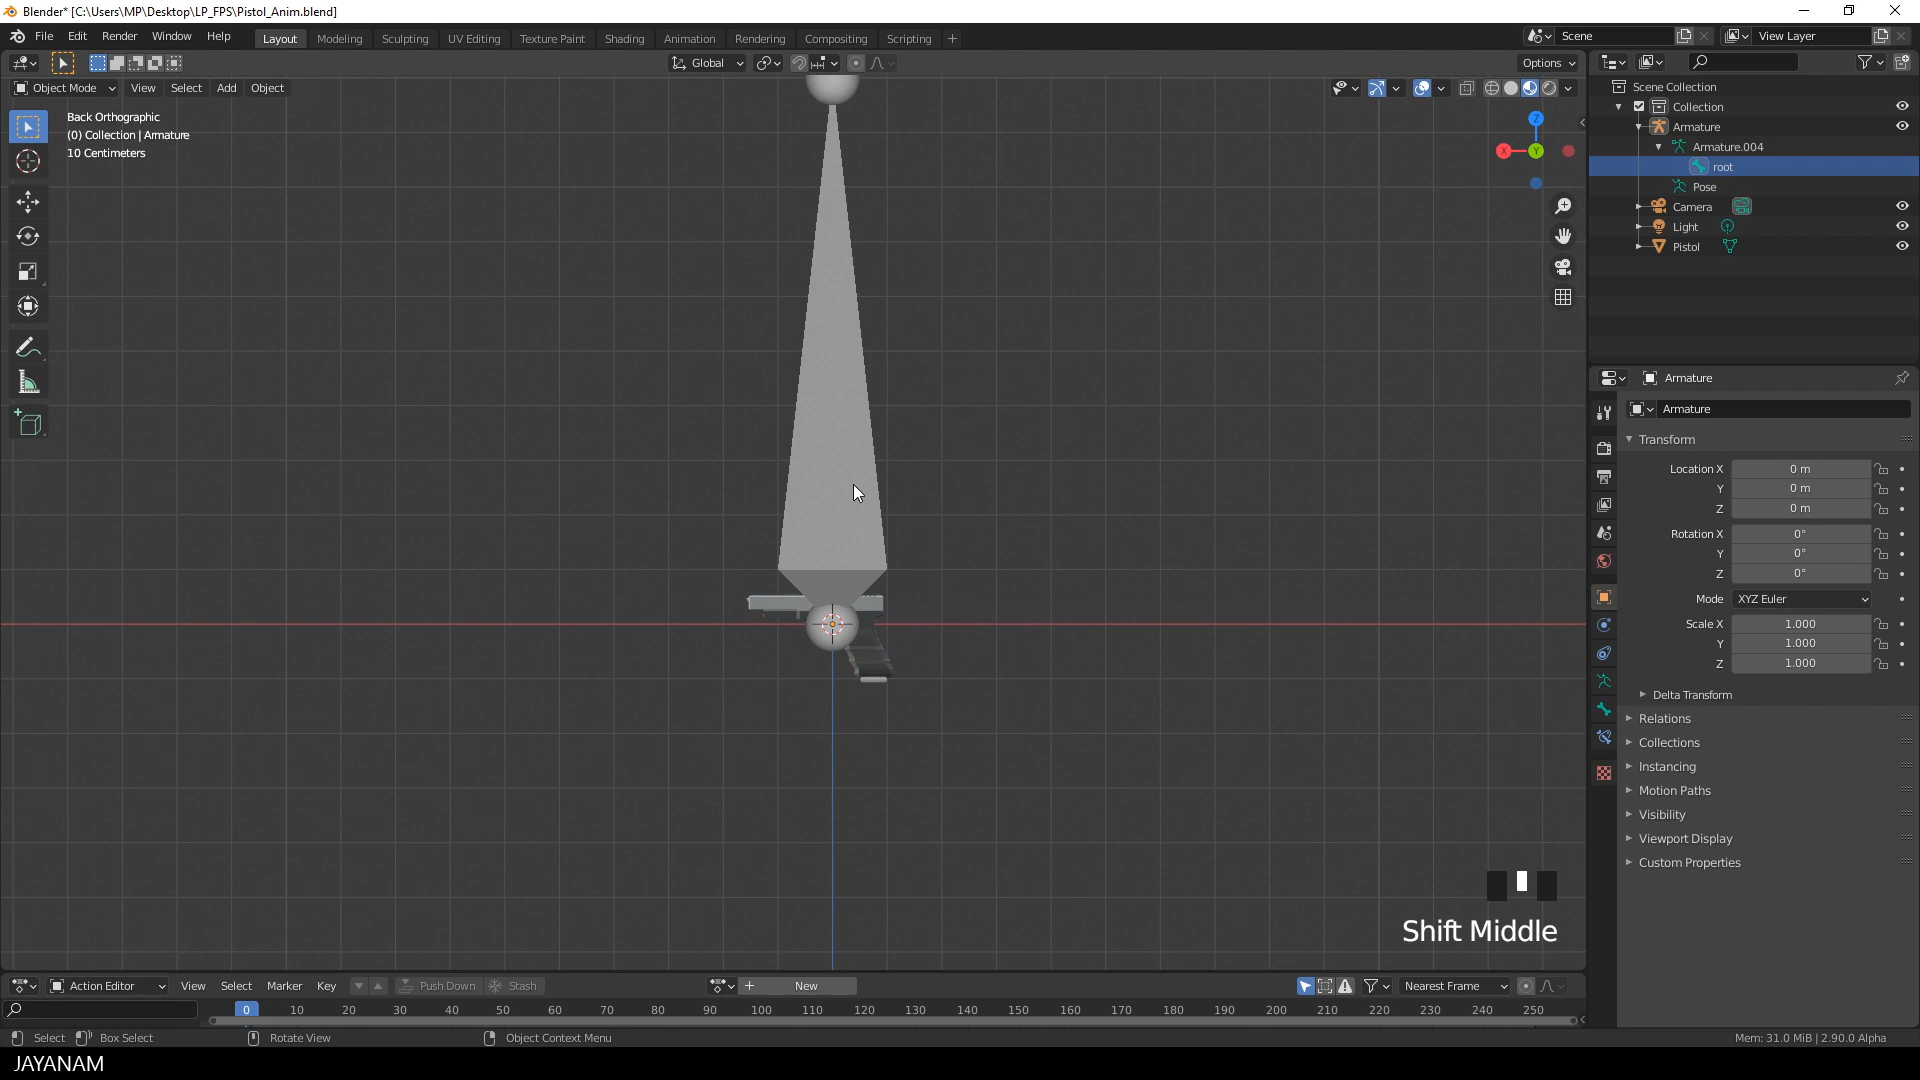 Blender* [C:\Users\MP\Desktop\LP_FPS\Pistol_Anim.blend]
File Edit Render Window Help Layout Modeling Sculpting UV Editing Texture Paint Shading Animation Rendering Compositing Scripting + Scene View Layer
Global Options
Object Mode View Select Add Object
Back Orthographic
(0) Collection | Armature
10 Centimeters
Z
X
Y
Scene Collection
Collection
Armature
Armature.004
root
Pose
Camera
Light
Pistol
Armature
Armature
Transform
Location X 0 m
Y 0 m
Z 0 m
Rotation X 0°
Y 0°
Z 0°
Mode XYZ Euler
Scale X 1.000
Y 1.000
Z 1.000
Delta Transform
Relations
Collections
Instancing
Motion Paths
Visibility
Viewport Display
Custom Properties
Shift Middle
Action Editor View Select Marker Key Push Down Stash + New Nearest Frame
0 10 20 30 40 50 60 70 80 90 100 110 120 130 140 150 160 170 180 190 200 210 220 230 240 250
Select Box Select Rotate View Object Context Menu Mem: 31.0 MiB | 2.90.0 Alpha
JAYANAM